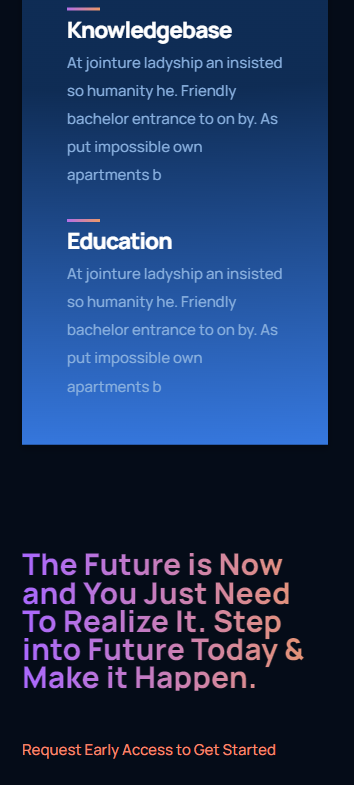 Knowledgebase
At jointure ladyship an insisted
so humanity he. Friendly
bachelor entrance to on by. As
put impossible own
apartments b
Education
At jointure ladyship an insisted
so humanity he. Friendly
bachelor entrance to on by. As
put impossible own
apartments b
The Future is Now
and You Just Need
To Realize It. Step
into Future Today &
Make it Happen.
Request Early Access to Get Started